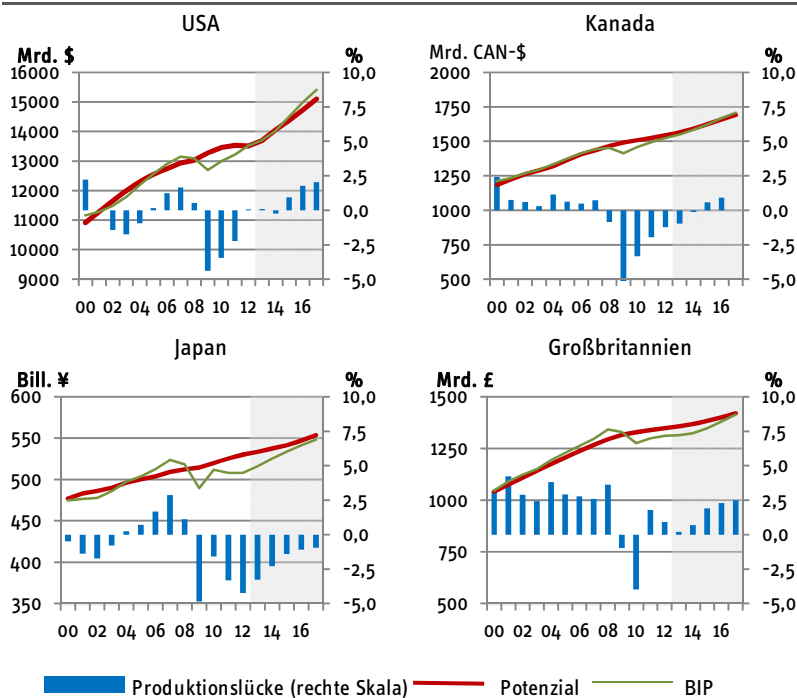 USA
Mrd. $ %
16000 10,0
15000 7,5
14000 5,0
13000 2,5
12000 0,0
11000 -2,5
10000 -5,0
9000
00 02 04 06 08 10 12 14 16
Kanada
Mrd. CAN-$ %
2000 10,0
1750 7,5
1500 5,0
1250 2,5
1000 0,0
750 -2,5
500 -5,0
00 02 04 06 08 10 12 14 16
Japan
Bill. ¥ %
600 10,0
550 7,5
500 5,0
450 2,5
400 0,0
350 -2,5
-5,0
00 02 04 06 08 10 12 14 16
Großbritannien
Mrd. £ %
1500 10,0
1250 7,5
1000 5,0
750 2,5
500 0,0
-2,5
-5,0
00 02 04 06 08 10 12 14 16
Produktionslücke (rechte Skala) Potenzial BIP